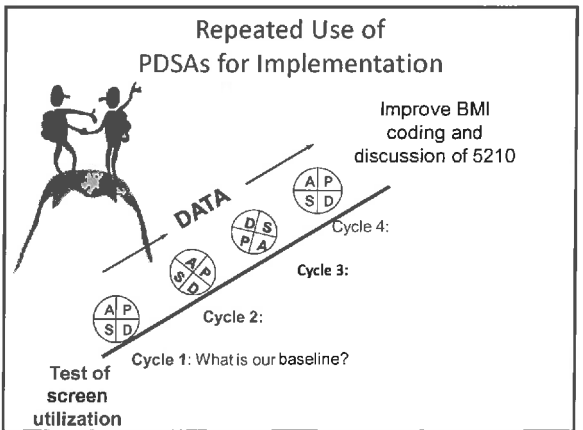 Repeated Use of
PDSAs for Implementation
Improve BMI
coding and
discussion of 5210
DATA
A P
S D
Cycle 4:
D S
P A
Cycle 3:
A P
S D
Cycle 2:
A P
S D
Cycle 1: What is our baseline?
Test of
screen
utilization